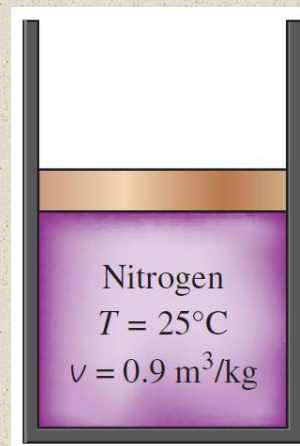 Nitrogen
T = 25°C
ν = 0.9 m³/kg